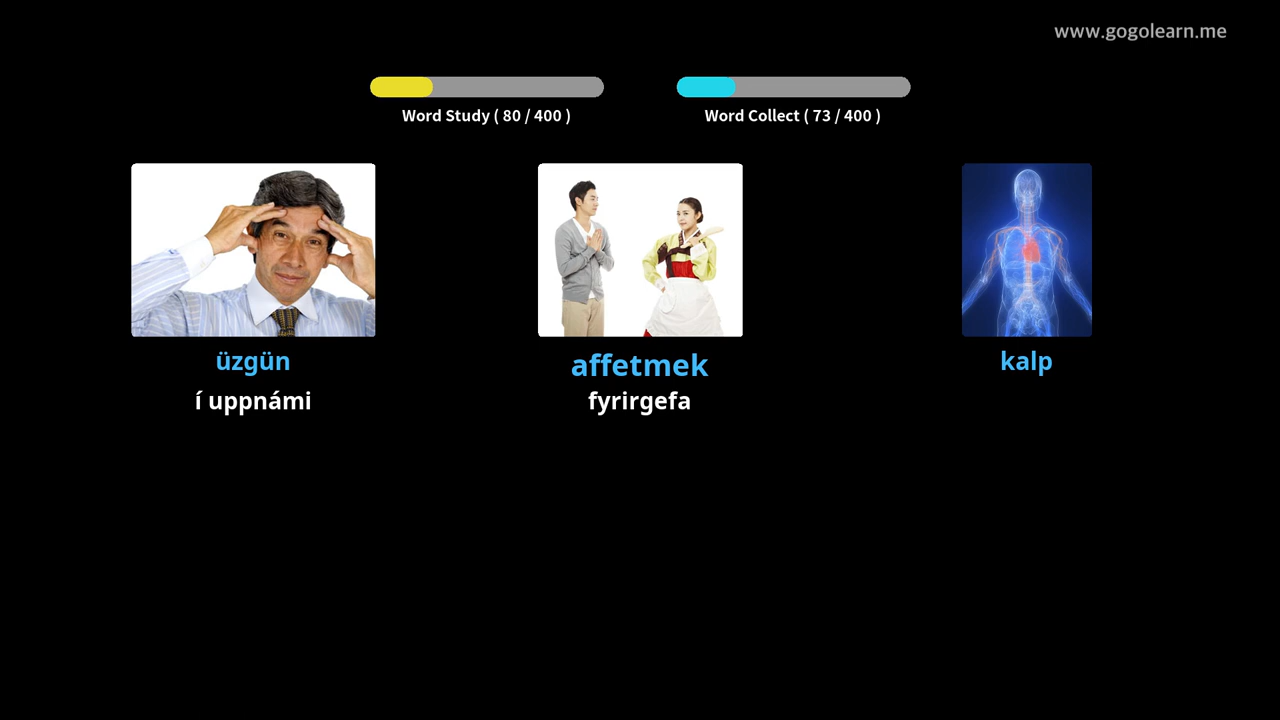 www.gogolearn.me
Word Study ( 80 / 400 )
Word Collect ( 73 / 400 )
üzgün
affetmek
kalp
í uppnámi
fyrirgefa